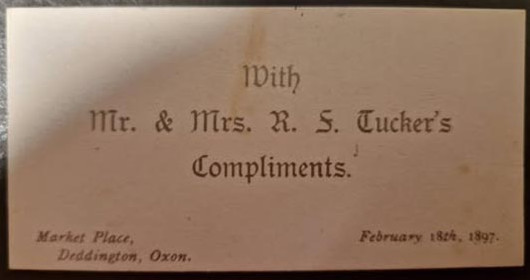 With
Mr. & Mrs. R. F. Tucker's
Compliments.
Market Place,
Deddington, Oxon.
February 18th, 1897.